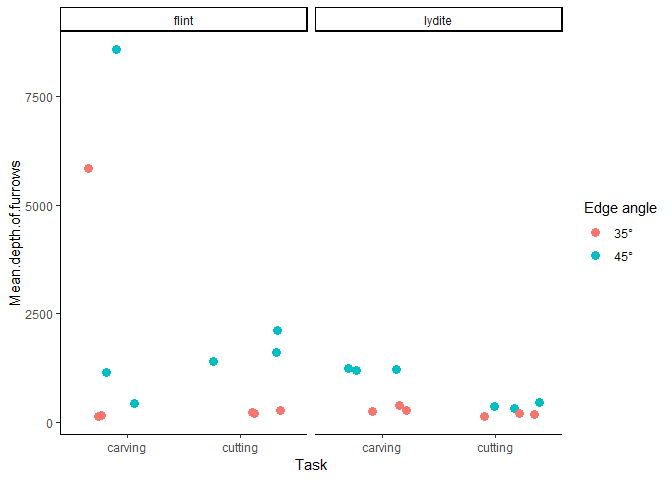 flint
lydite
7500
5000
2500
0
Mean.depth.of.furrows
carving
cutting
carving
cutting
Task
Edge angle
35°
45°